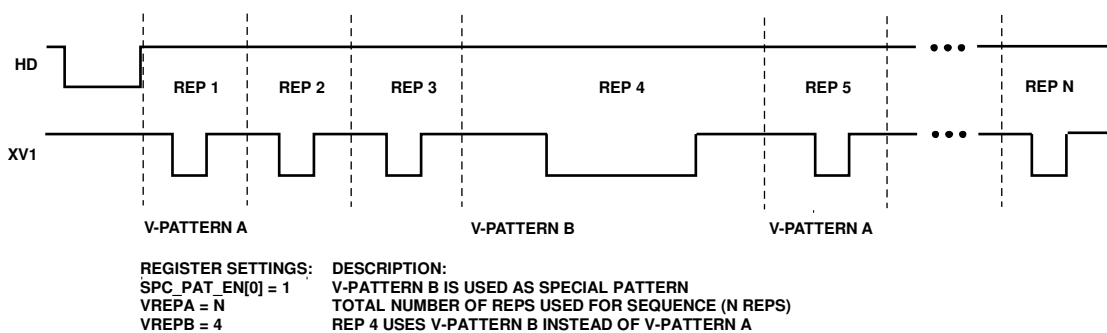 HD
REP 1 REP 2 REP 3 REP 4 REP 5 ••• REP N
XV1 •••
V-PATTERN A V-PATTERN B V-PATTERN A
REGISTER SETTINGS: DESCRIPTION:
SPC_PAT_EN[0] = 1 V-PATTERN B IS USED AS SPECIAL PATTERN
VREPA = N TOTAL NUMBER OF REPS USED FOR SEQUENCE (N REPS)
VREPB = 4 REP 4 USES V-PATTERN B INSTEAD OF V-PATTERN A